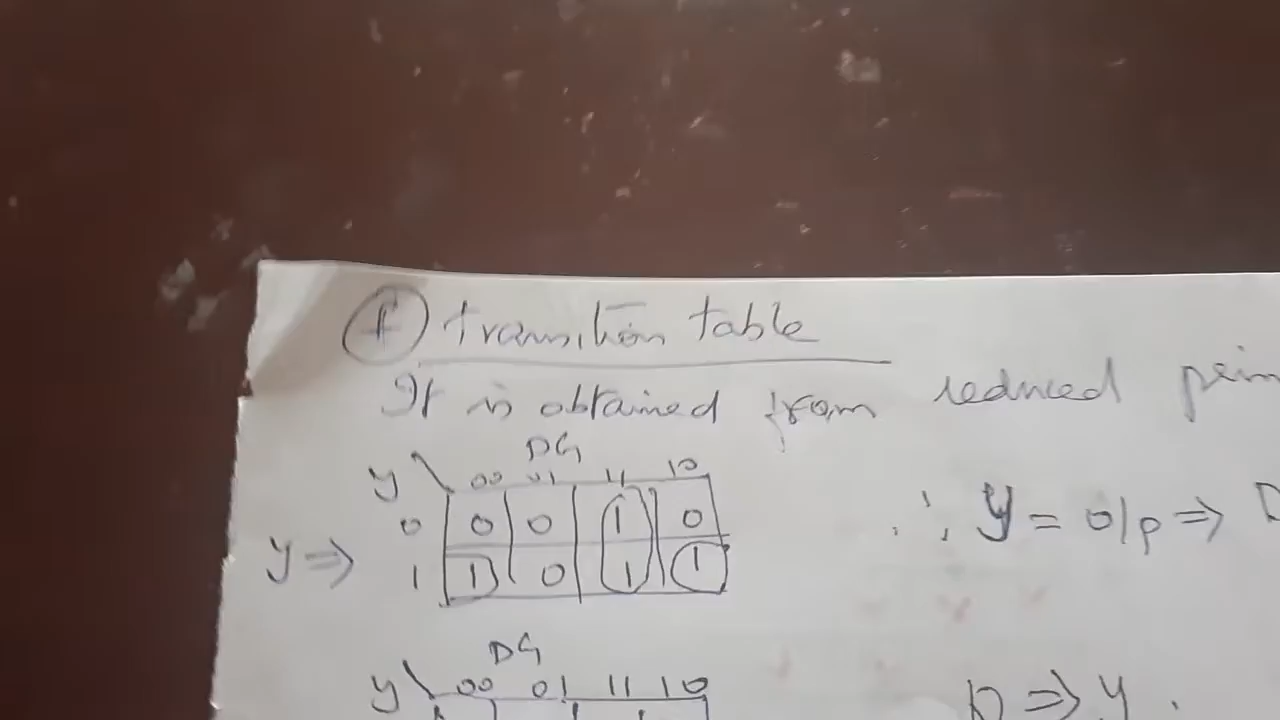 f transition table
It is obtained from reduced prim
DG
y \ 00 01 11 10
0 0 0 1 0
y ⇒ 1 1 0 1 1
∴ y = o/p ⇒ D
DG
y \ 00 01 11 10
⇒ y.